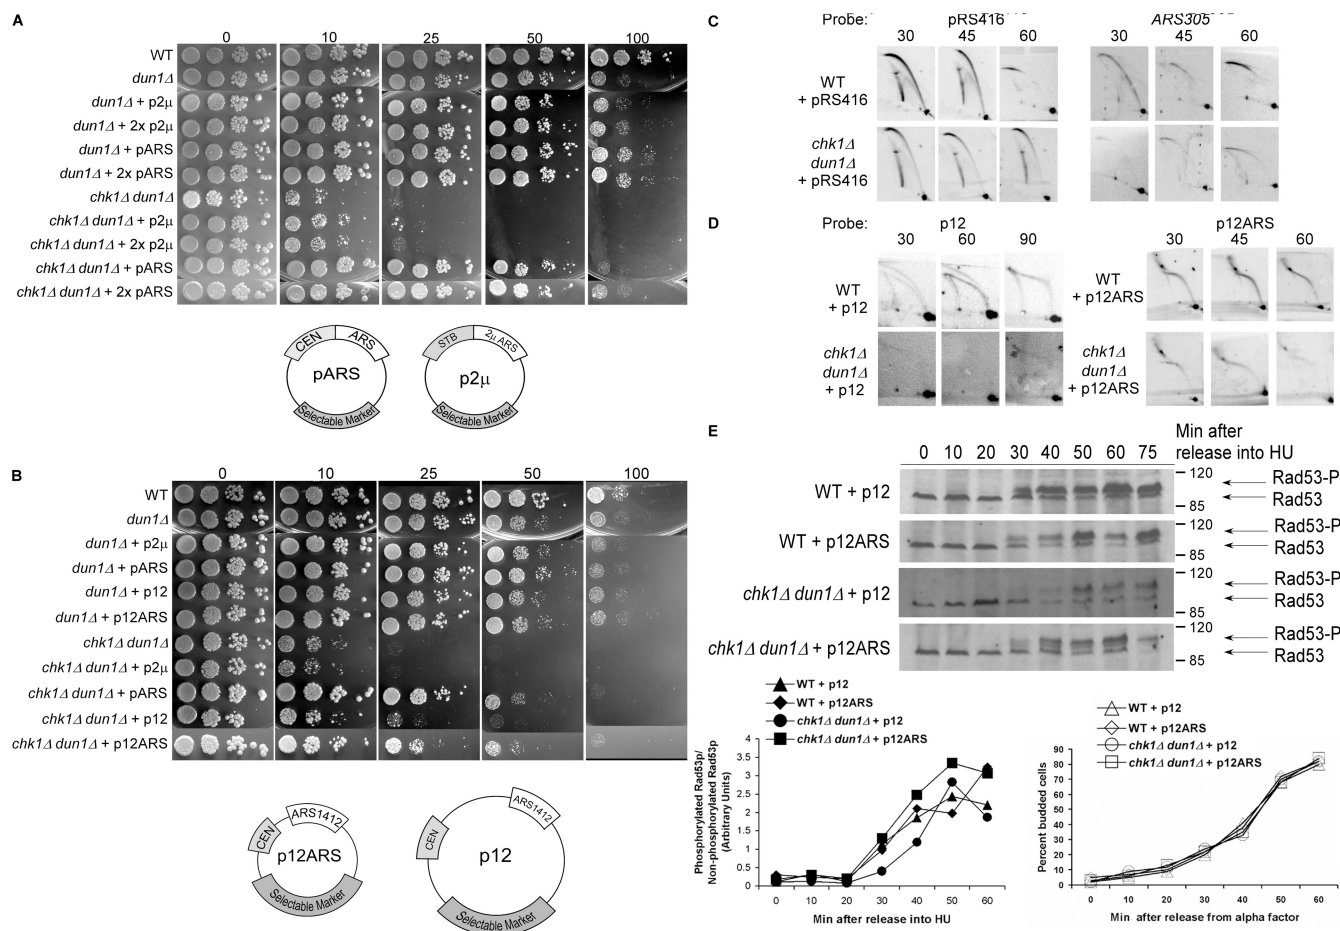 A
0 10 25 50 100
WT
dun1Δ
dun1Δ + p2μ
dun1Δ + 2x p2μ
dun1Δ + pARS
dun1Δ + 2x pARS
chk1Δ dun1Δ
chk1Δ dun1Δ + p2μ
chk1Δ dun1Δ + 2x p2μ
chk1Δ dun1Δ + pARS
chk1Δ dun1Δ + 2x pARS
CEN ARS
pARS
Selectable Marker
STB 2μ ARS
p2μ
Selectable Marker
B
0 10 25 50 100
WT
dun1Δ
dun1Δ + p2μ
dun1Δ + pARS
dun1Δ + p12
dun1Δ + p12ARS
chk1Δ dun1Δ
chk1Δ dun1Δ + p2μ
chk1Δ dun1Δ + pARS
chk1Δ dun1Δ + p12
chk1Δ dun1Δ + p12ARS
ARS1412
CEN
p12ARS
Selectable Marker
ARS1412
CEN
p12
Selectable Marker
C
Probe: pRS416 ARS305
30 45 60 30 45 60
WT
+ pRS416
chk1Δ
dun1Δ
+ pRS416
D
Probe: p12 p12ARS
30 60 90 30 45 60
WT
+ p12
WT
+ p12ARS
chk1Δ
dun1Δ
+ p12
chk1Δ
dun1Δ
+ p12ARS
E
Min after
release into HU
0 10 20 30 40 50 60 75
WT + p12
120
85
Rad53-P
Rad53
WT + p12ARS
120
85
Rad53-P
Rad53
chk1Δ dun1Δ + p12
120
85
Rad53-P
Rad53
chk1Δ dun1Δ + p12ARS
120
85
Rad53-P
Rad53
WT + p12
WT + p12ARS
chk1Δ dun1Δ + p12
chk1Δ dun1Δ + p12ARS
Phosphorylated Rad53p/
Non-phosphorylated Rad53p
(Arbitrary Units)
4
3.5
3
2.5
2
1.5
1
0.5
0
0 10 20 30 40 50 60
Min after release into HU
WT + p12
WT + p12ARS
chk1Δ dun1Δ + p12
chk1Δ dun1Δ + p12ARS
Percent budded cells
90
80
70
60
50
40
30
20
10
0
0 10 20 30 40 50 60
Min after release from alpha factor